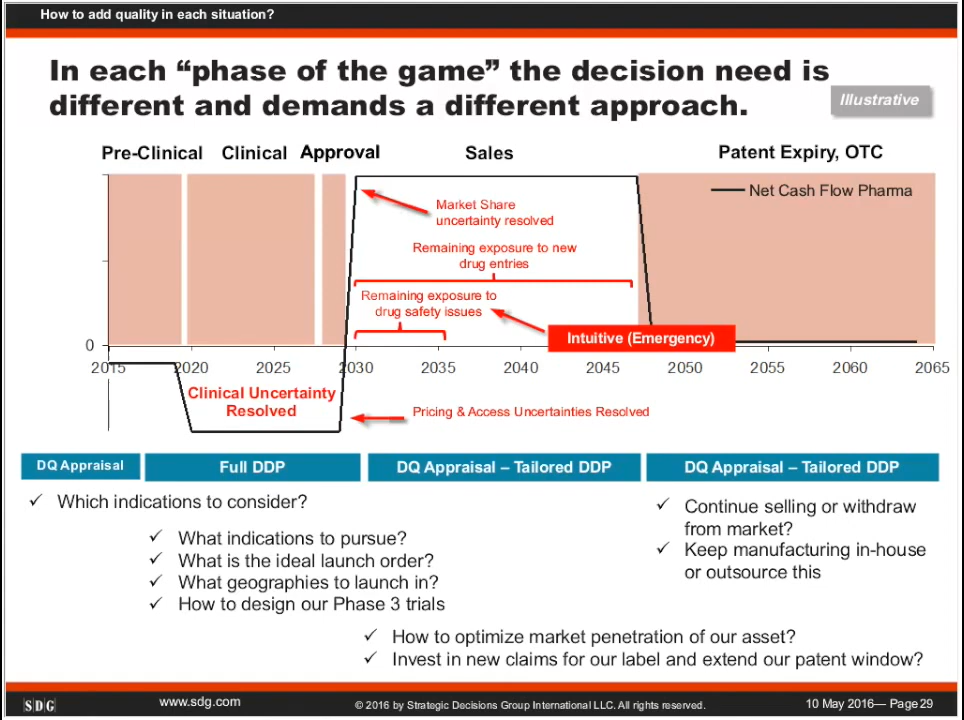 How to add quality in each situation?
In each “phase of the game” the decision need is
different and demands a different approach.
Illustrative
Pre-Clinical Clinical Approval Sales Patent Expiry, OTC
Net Cash Flow Pharma
Market Share
uncertainty resolved
Remaining exposure to new
drug entries
Remaining exposure to
drug safety issues
Intuitive (Emergency)
0
2015 2020 2025 2030 2035 2040 2045 2050 2055 2060 2065
Clinical Uncertainty
Resolved
Pricing & Access Uncertainties Resolved
DQ Appraisal
Full DDP
DQ Appraisal – Tailored DDP
DQ Appraisal – Tailored DDP
✓ Which indications to consider?
✓ What indications to pursue?
✓ What is the ideal launch order?
✓ What geographies to launch in?
✓ How to design our Phase 3 trials
✓ How to optimize market penetration of our asset?
✓ Invest in new claims for our label and extend our patent window?
✓ Continue selling or withdraw
from market?
✓ Keep manufacturing in-house
or outsource this
SDG
www.sdg.com
© 2016 by Strategic Decisions Group International LLC. All rights reserved.
10 May 2016— Page 29